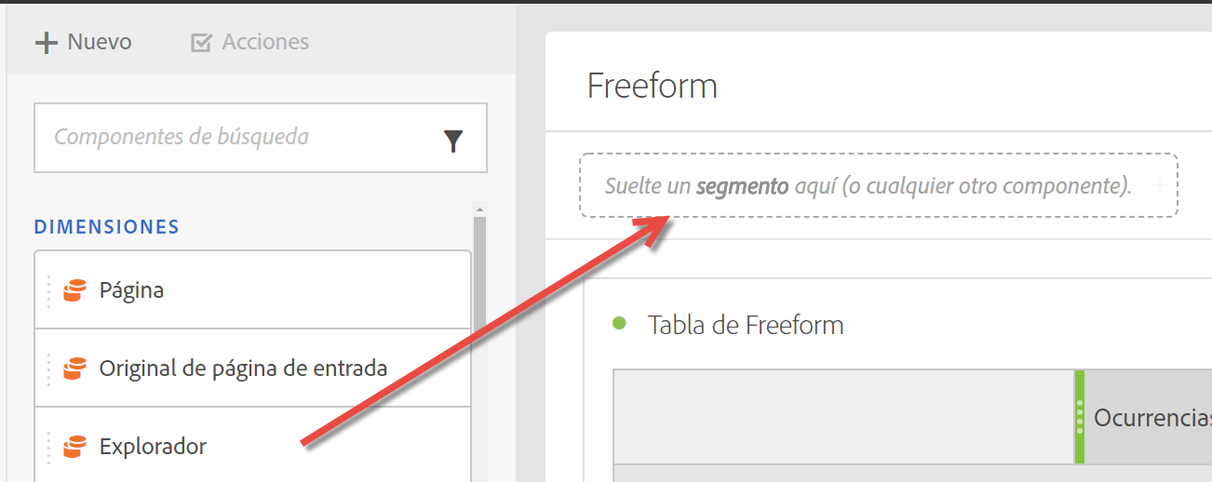 Nuevo
Acciones
Componentes de búsqueda
DIMENSIONES
Página
Original de página de entrada
Explorador
Freeform
Suelte un segmento aquí (o cualquier otro componente).
Tabla de Freeform
Ocurrencias